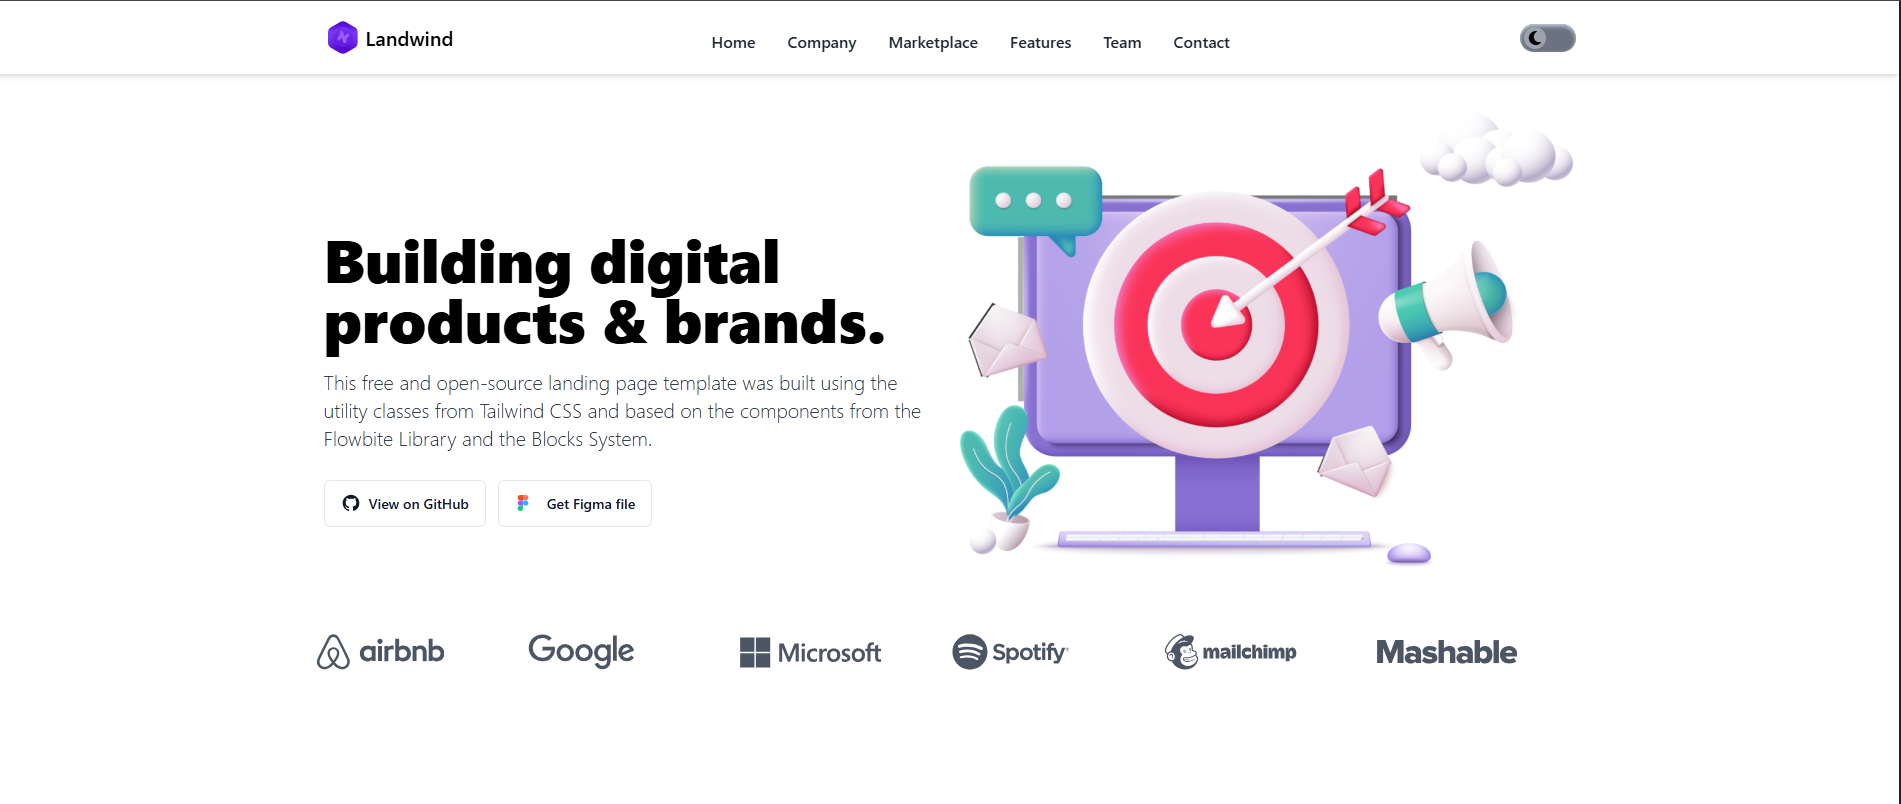 Landwind
Home Company Marketplace Features Team Contact
Building digital
products & brands.
This free and open-source landing page template was built using the
utility classes from Tailwind CSS and based on the components from the
Flowbite Library and the Blocks System.
View on GitHub Get Figma file
airbnb Google Microsoft Spotify mailchimp Mashable